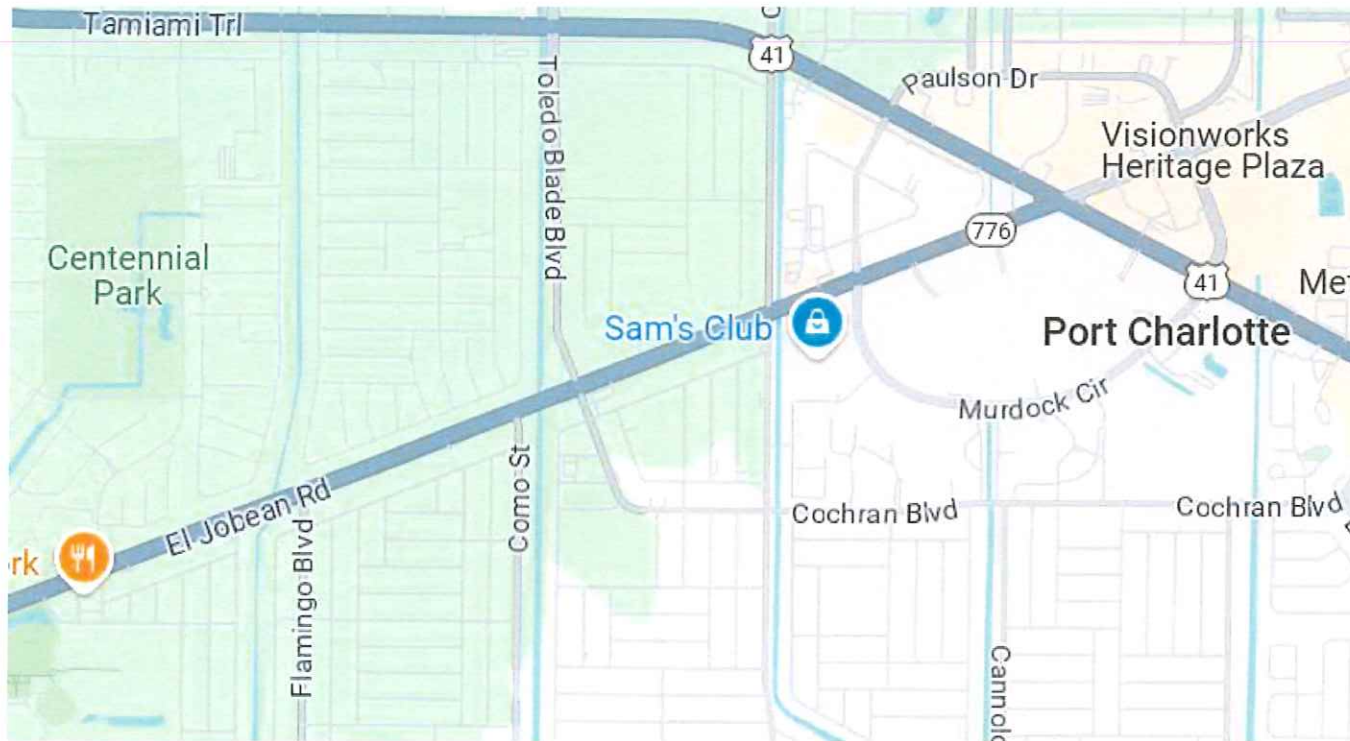 Tamiami Trl
41
Toledo Blade Blvd
Paulson Dr
Visionworks
Heritage Plaza
Centennial
Park
776
41
Sam's Club
Port Charlotte
Murdock Cir
El Jobean Rd
Como St
Cochran Blvd
Cochran Blvd
rk
Flamingo Blvd